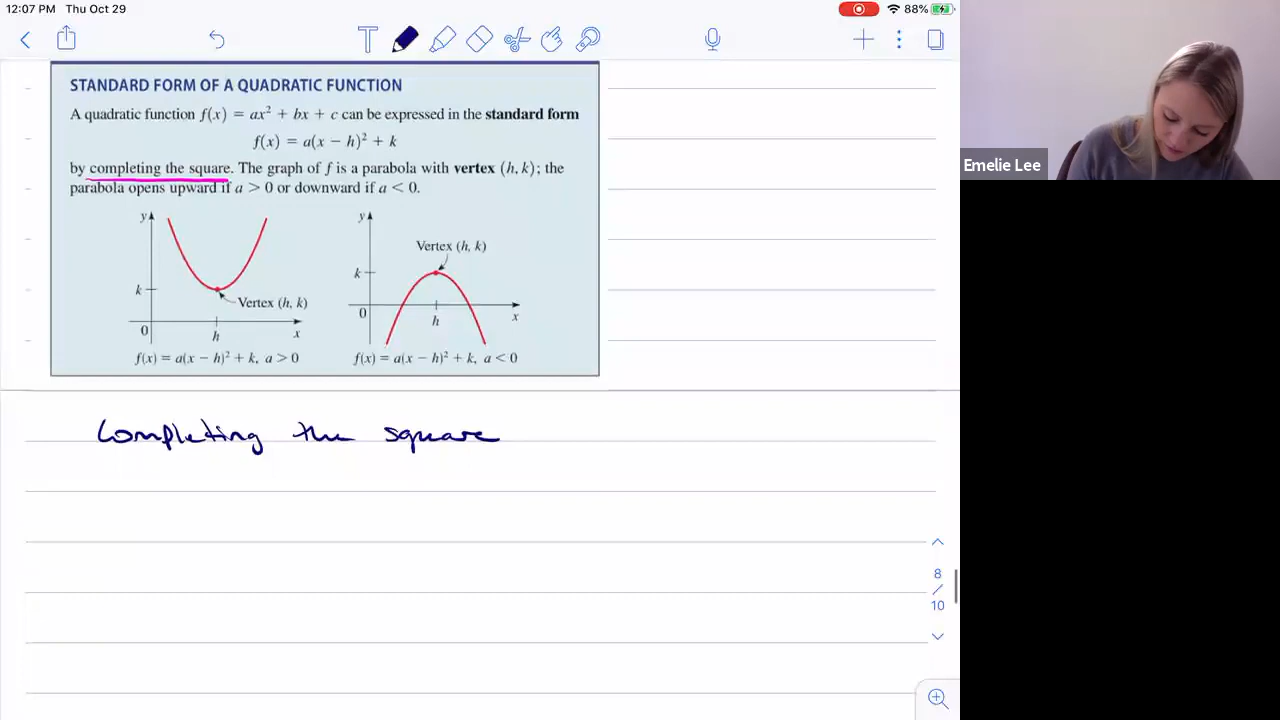 12:07 PM Thu Oct 29
88%
STANDARD FORM OF A QUADRATIC FUNCTION
A quadratic function f(x) = ax² + bx + c can be expressed in the standard form
f(x) = a(x − h)² + k
by completing the square. The graph of f is a parabola with vertex (h, k); the
parabola opens upward if a > 0 or downward if a < 0.
y
k
Vertex (h, k)
0
h
x
f(x) = a(x − h)² + k, a > 0
y
Vertex (h, k)
k
0
h
x
f(x) = a(x − h)² + k, a < 0
Completing the square
8
/
10
Emelie Lee